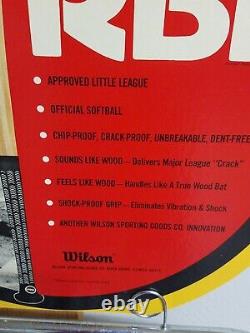 RB
APPROVED LITTLE LEAGUE
OFFICIAL SOFTBALL
CHIP-PROOF, CRACK PROOF, UNBREAKABLE, DENT-FREE
SOUNDS LIKE WOOD — Delivers Major League "Crack"
FEELS LIKE WOOD — Handles Like A True Wood Bat
SHOCK-PROOF GRIP — Eliminates Vibration & Shock
ANOTHER WILSON SPORTING GOODS CO. INNOVATION
Wilson